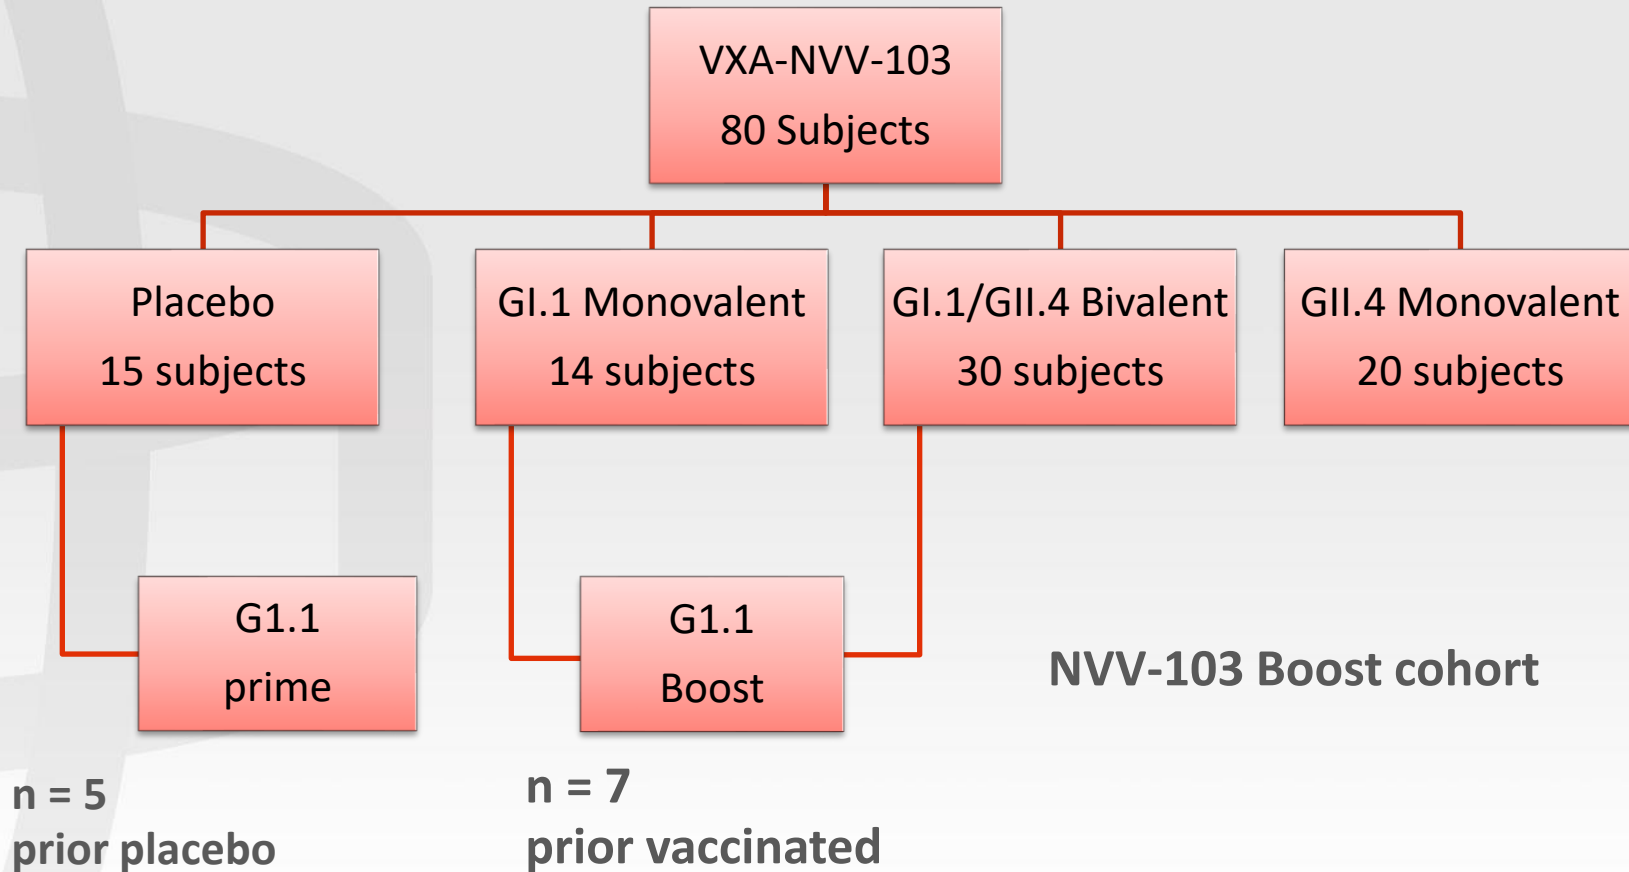 VXA-NVV-103
80 Subjects
Placebo
15 subjects
GI.1 Monovalent
14 subjects
GI.1/GII.4 Bivalent
30 subjects
GII.4 Monovalent
20 subjects
G1.1
prime
G1.1
Boost
NVV-103 Boost cohort
n = 5
prior placebo
n = 7
prior vaccinated